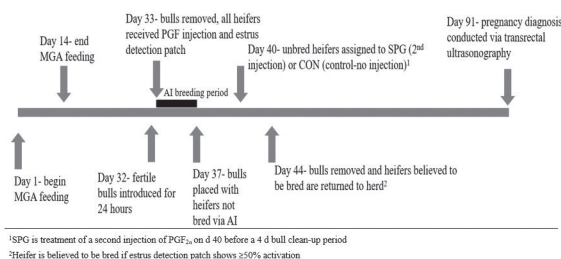 Day 33- bulls removed, all heifers
received PGF injection and estrus
detection patch
Day 91- pregnancy diagnosis
conducted via transrectal
ultrasonography
Day 14- end
MGA feeding
Day 40- unbred heifers assigned to SPG (2nd
injection) or CON (control-no injection)1
AI breeding period
Day 1- begin
MGA feeding
Day 32- fertile
bulls introduced for
24 hours
Day 37- bulls
placed with
heifers not
bred via AI
Day 44- bulls removed and heifers believed to
be bred are returned to herd2
1SPG is treatment of a second injection of PGF2α on d 40 before a 4 d bull clean-up period
2Heifer is believed to be bred if estrus detection patch shows ≥50% activation